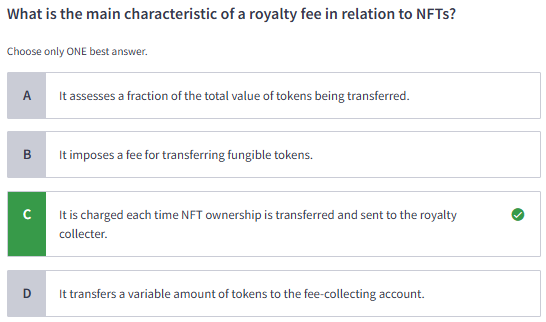 What is the main characteristic of a royalty fee in relation to NFTs?
Choose only ONE best answer.
A
It assesses a fraction of the total value of tokens being transferred.
B
It imposes a fee for transferring fungible tokens.
C
It is charged each time NFT ownership is transferred and sent to the royalty
collecter.
D
It transfers a variable amount of tokens to the fee-collecting account.